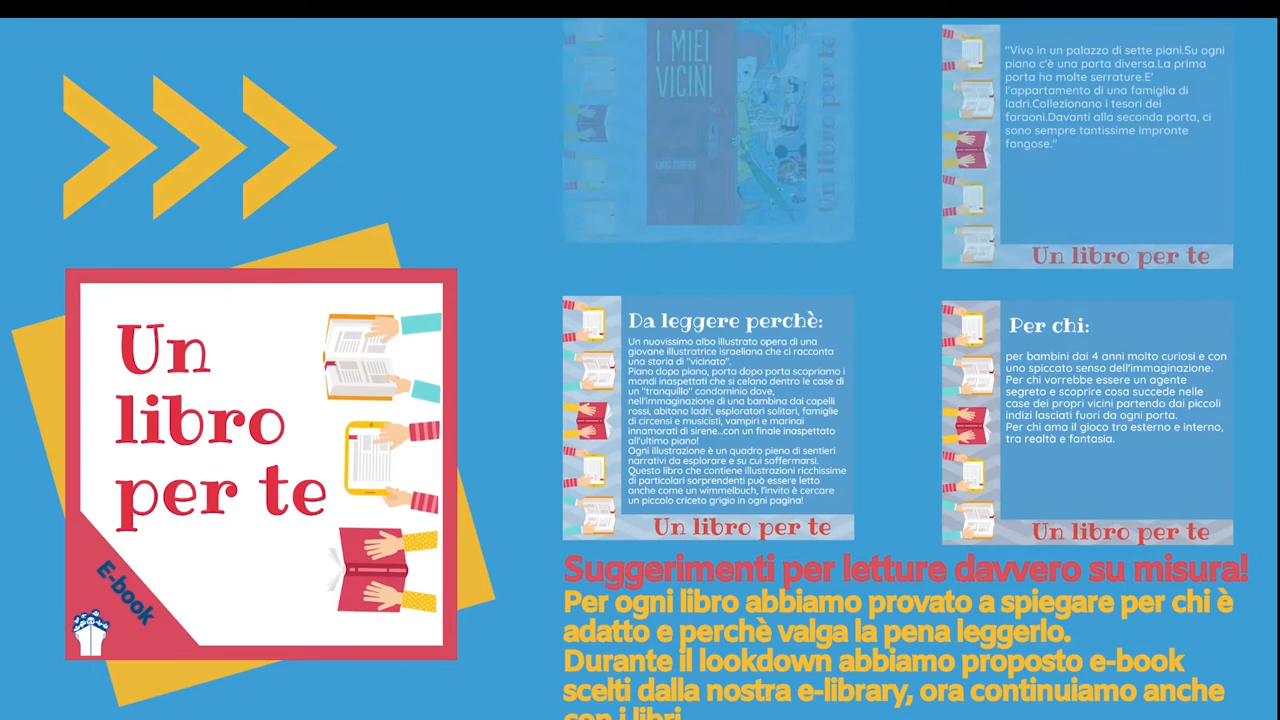 Un
libro
per te
E-book
I MIEI
VICINI
Un libro per te
"Vivo in un palazzo di sette piani.Su ogni
piano c'è una porta diversa.La prima
porta ha molte serrature.E'
l'appartamento di una famiglia di
ladri.Collezionano i tesori dei
faraoni.Davanti alla seconda porta, ci
sono sempre tantissime impronte
fangose."
Un libro per te
Da leggere perchè:
Un nuovissimo albo illustrato opera di una
giovane illustratrice israeliana che ci racconta
una storia di "vicinato".
Piano dopo piano, porta dopo porta scopriamo i
mondi inaspettati che si celano dentro le case di
un "tranquillo" condominio dove,
nell'immaginazione di una bambina dai capelli
rossi, abitano ladri, esploratori solitari, famiglie
di circensi e musicisti, vampiri e marinai
innamorati di sirene...con un finale inaspettato
all'ultimo piano!
Ogni illustrazione è un quadro pieno di sentieri
narrativi da esplorare e su cui soffermarsi.
Questo libro che contiene illustrazioni ricchissime
di particolari sorprendenti può essere letto
anche come un wimmelbuch, l'invito è cercare
un piccolo criceto grigio in ogni pagina!
Un libro per te
Per chi:
per bambini dai 4 anni molto curiosi e con
uno spiccato senso dell'immaginazione.
Per chi vorrebbe essere un agente
segreto e scoprire cosa succede nelle
case dei propri vicini partendo dai piccoli
indizi lasciati fuori da ogni porta.
Per chi ama il gioco tra esterno e interno,
tra realtà e fantasia.
Un libro per te
Suggerimenti per letture davvero su misura!
Per ogni libro abbiamo provato a spiegare per chi è
adatto e perchè valga la pena leggerlo.
Durante il lookdown abbiamo proposto e-book
scelti dalla nostra e-library, ora continuiamo anche
con i libri